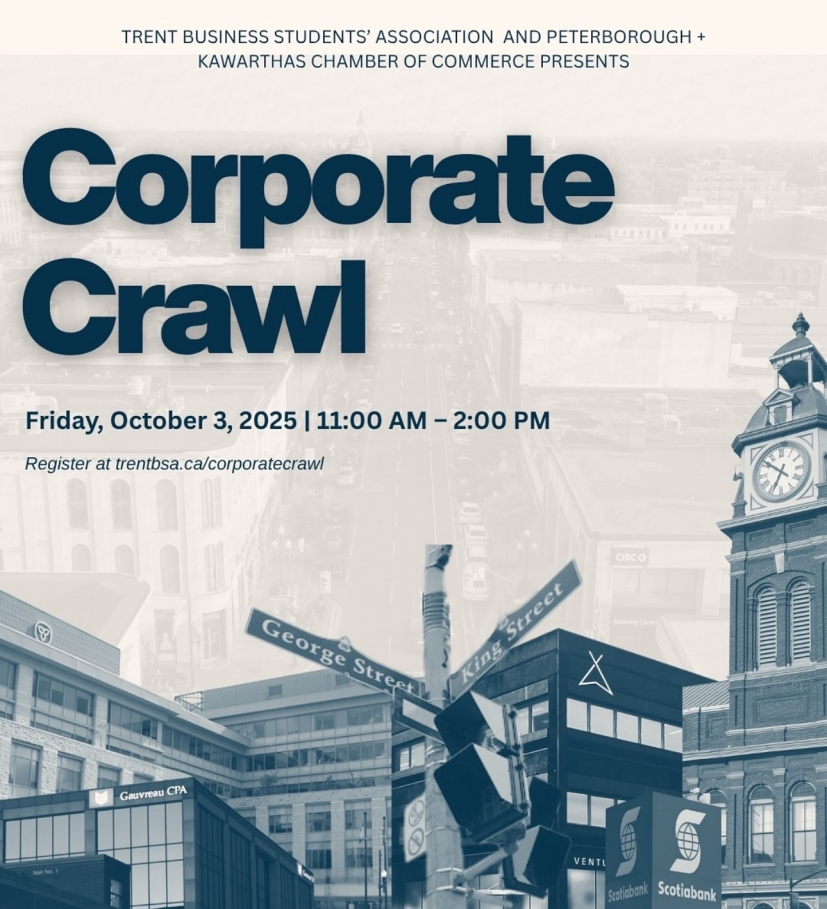 TRENT BUSINESS STUDENTS’ ASSOCIATION AND PETERBOROUGH +
KAWARTHAS CHAMBER OF COMMERCE PRESENTS
Corporate
Crawl
Friday, October 3, 2025 | 11:00 AM – 2:00 PM
Register at trentbsa.ca/corporatecrawl
CIBC
George Street
King Street
Gauvreau CPA
VENTU
Scotiabank
Scotiabank